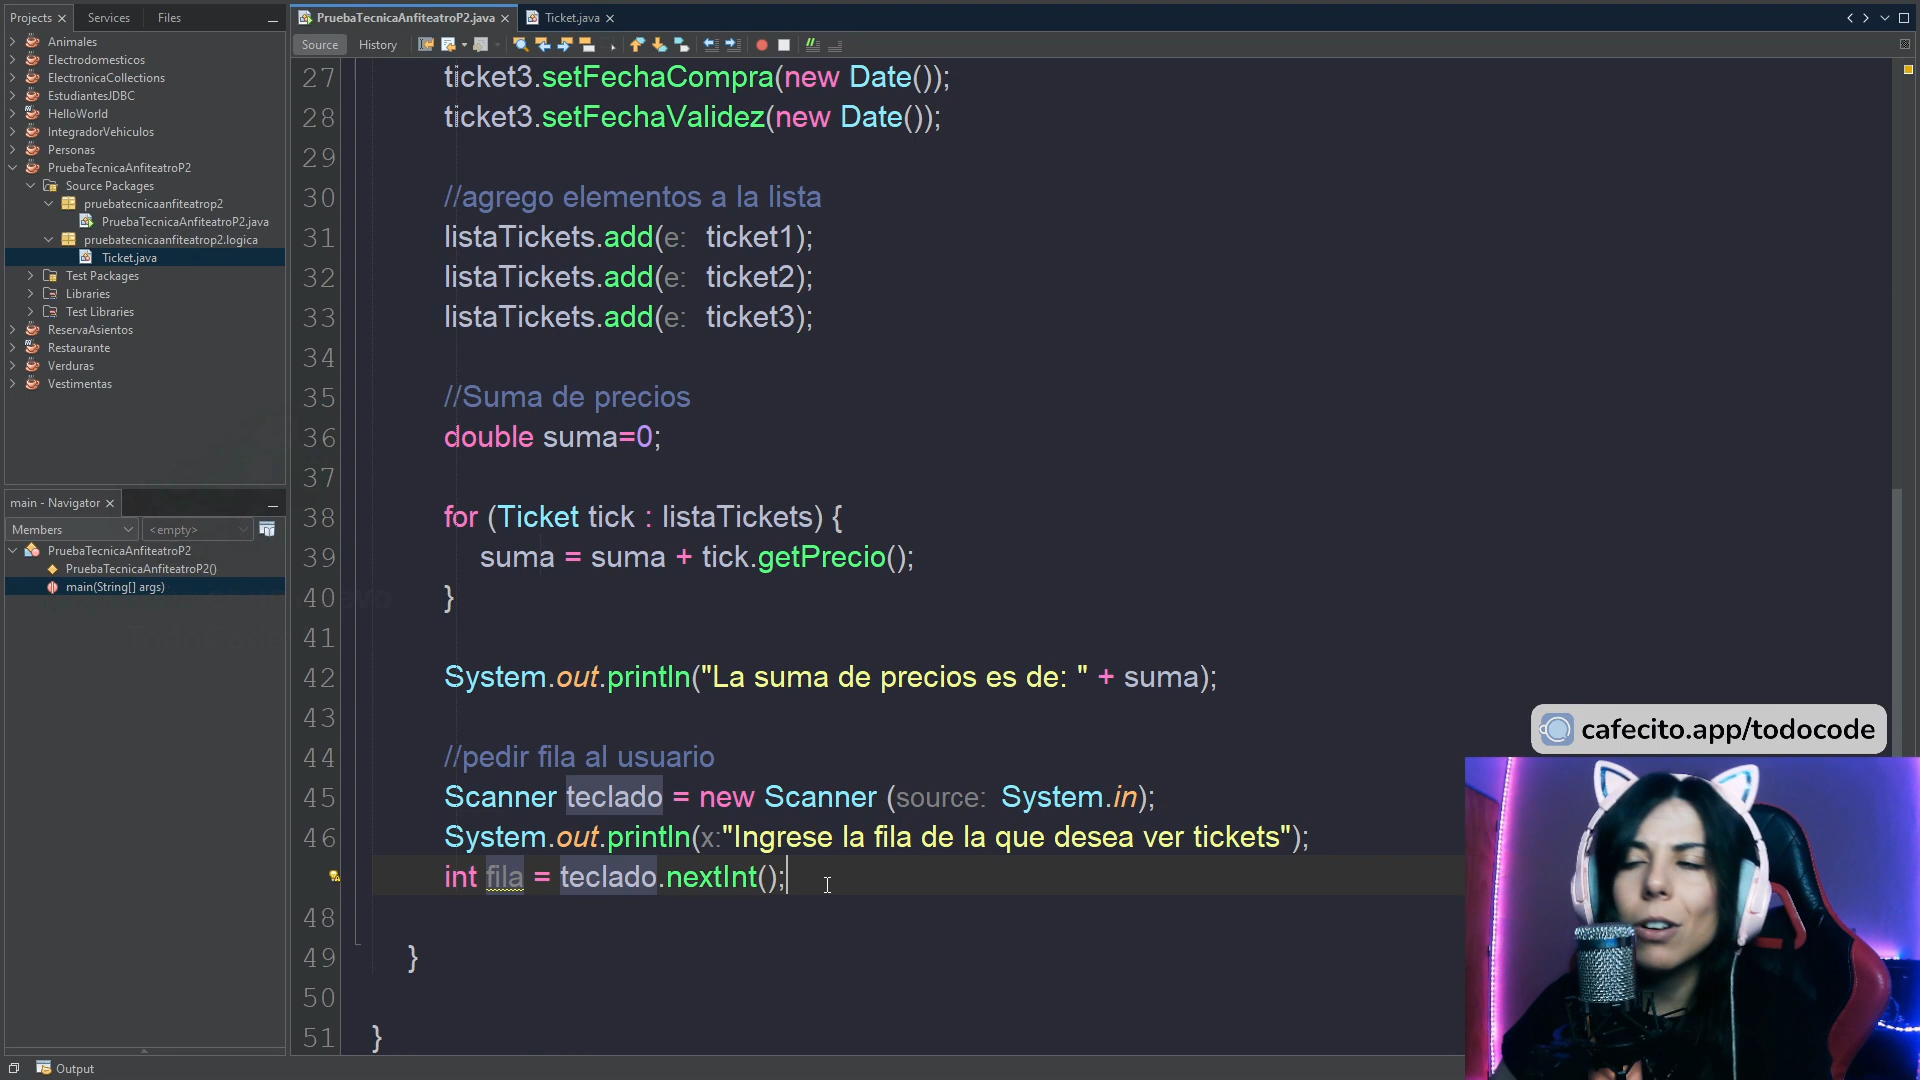 Projects
Services
Files
Animales
Electrodomesticos
ElectronicaCollections
EstudiantesJDBC
HelloWorld
IntegradorVehiculos
Personas
PruebaTecnicaAnfiteatroP2
Source Packages
pruebatecnicaanfiteatrop2
PruebaTecnicaAnfiteatroP2.java
pruebatecnicaanfiteatrop2.logica
Ticket.java
Test Packages
Libraries
Test Libraries
ReservaAsientos
Restaurante
Verduras
Vestimentas
main - Navigator
Members
<empty>
PruebaTecnicaAnfiteatroP2
PruebaTecnicaAnfiteatroP2()
main(String[] args)
PruebaTecnicaAnfiteatroP2.java
Ticket.java
Source
History
27 ticket3.setFechaCompra(new Date());
28 ticket3.setFechaValidez(new Date());
29
30 //agrego elementos a la lista
31 listaTickets.add(e: ticket1);
32 listaTickets.add(e: ticket2);
33 listaTickets.add(e: ticket3);
34
35 //Suma de precios
36 double suma=0;
37
38 for (Ticket tick : listaTickets) {
39 suma = suma + tick.getPrecio();
40 }
41
42 System.out.println("La suma de precios es de: " + suma);
43
44 //pedir fila al usuario
45 Scanner teclado = new Scanner (source: System.in);
46 System.out.println(x:"Ingrese la fila de la que desea ver tickets");
int fila = teclado.nextInt();
48
49 }
50
51 }
cafecito.app/todocode
Output